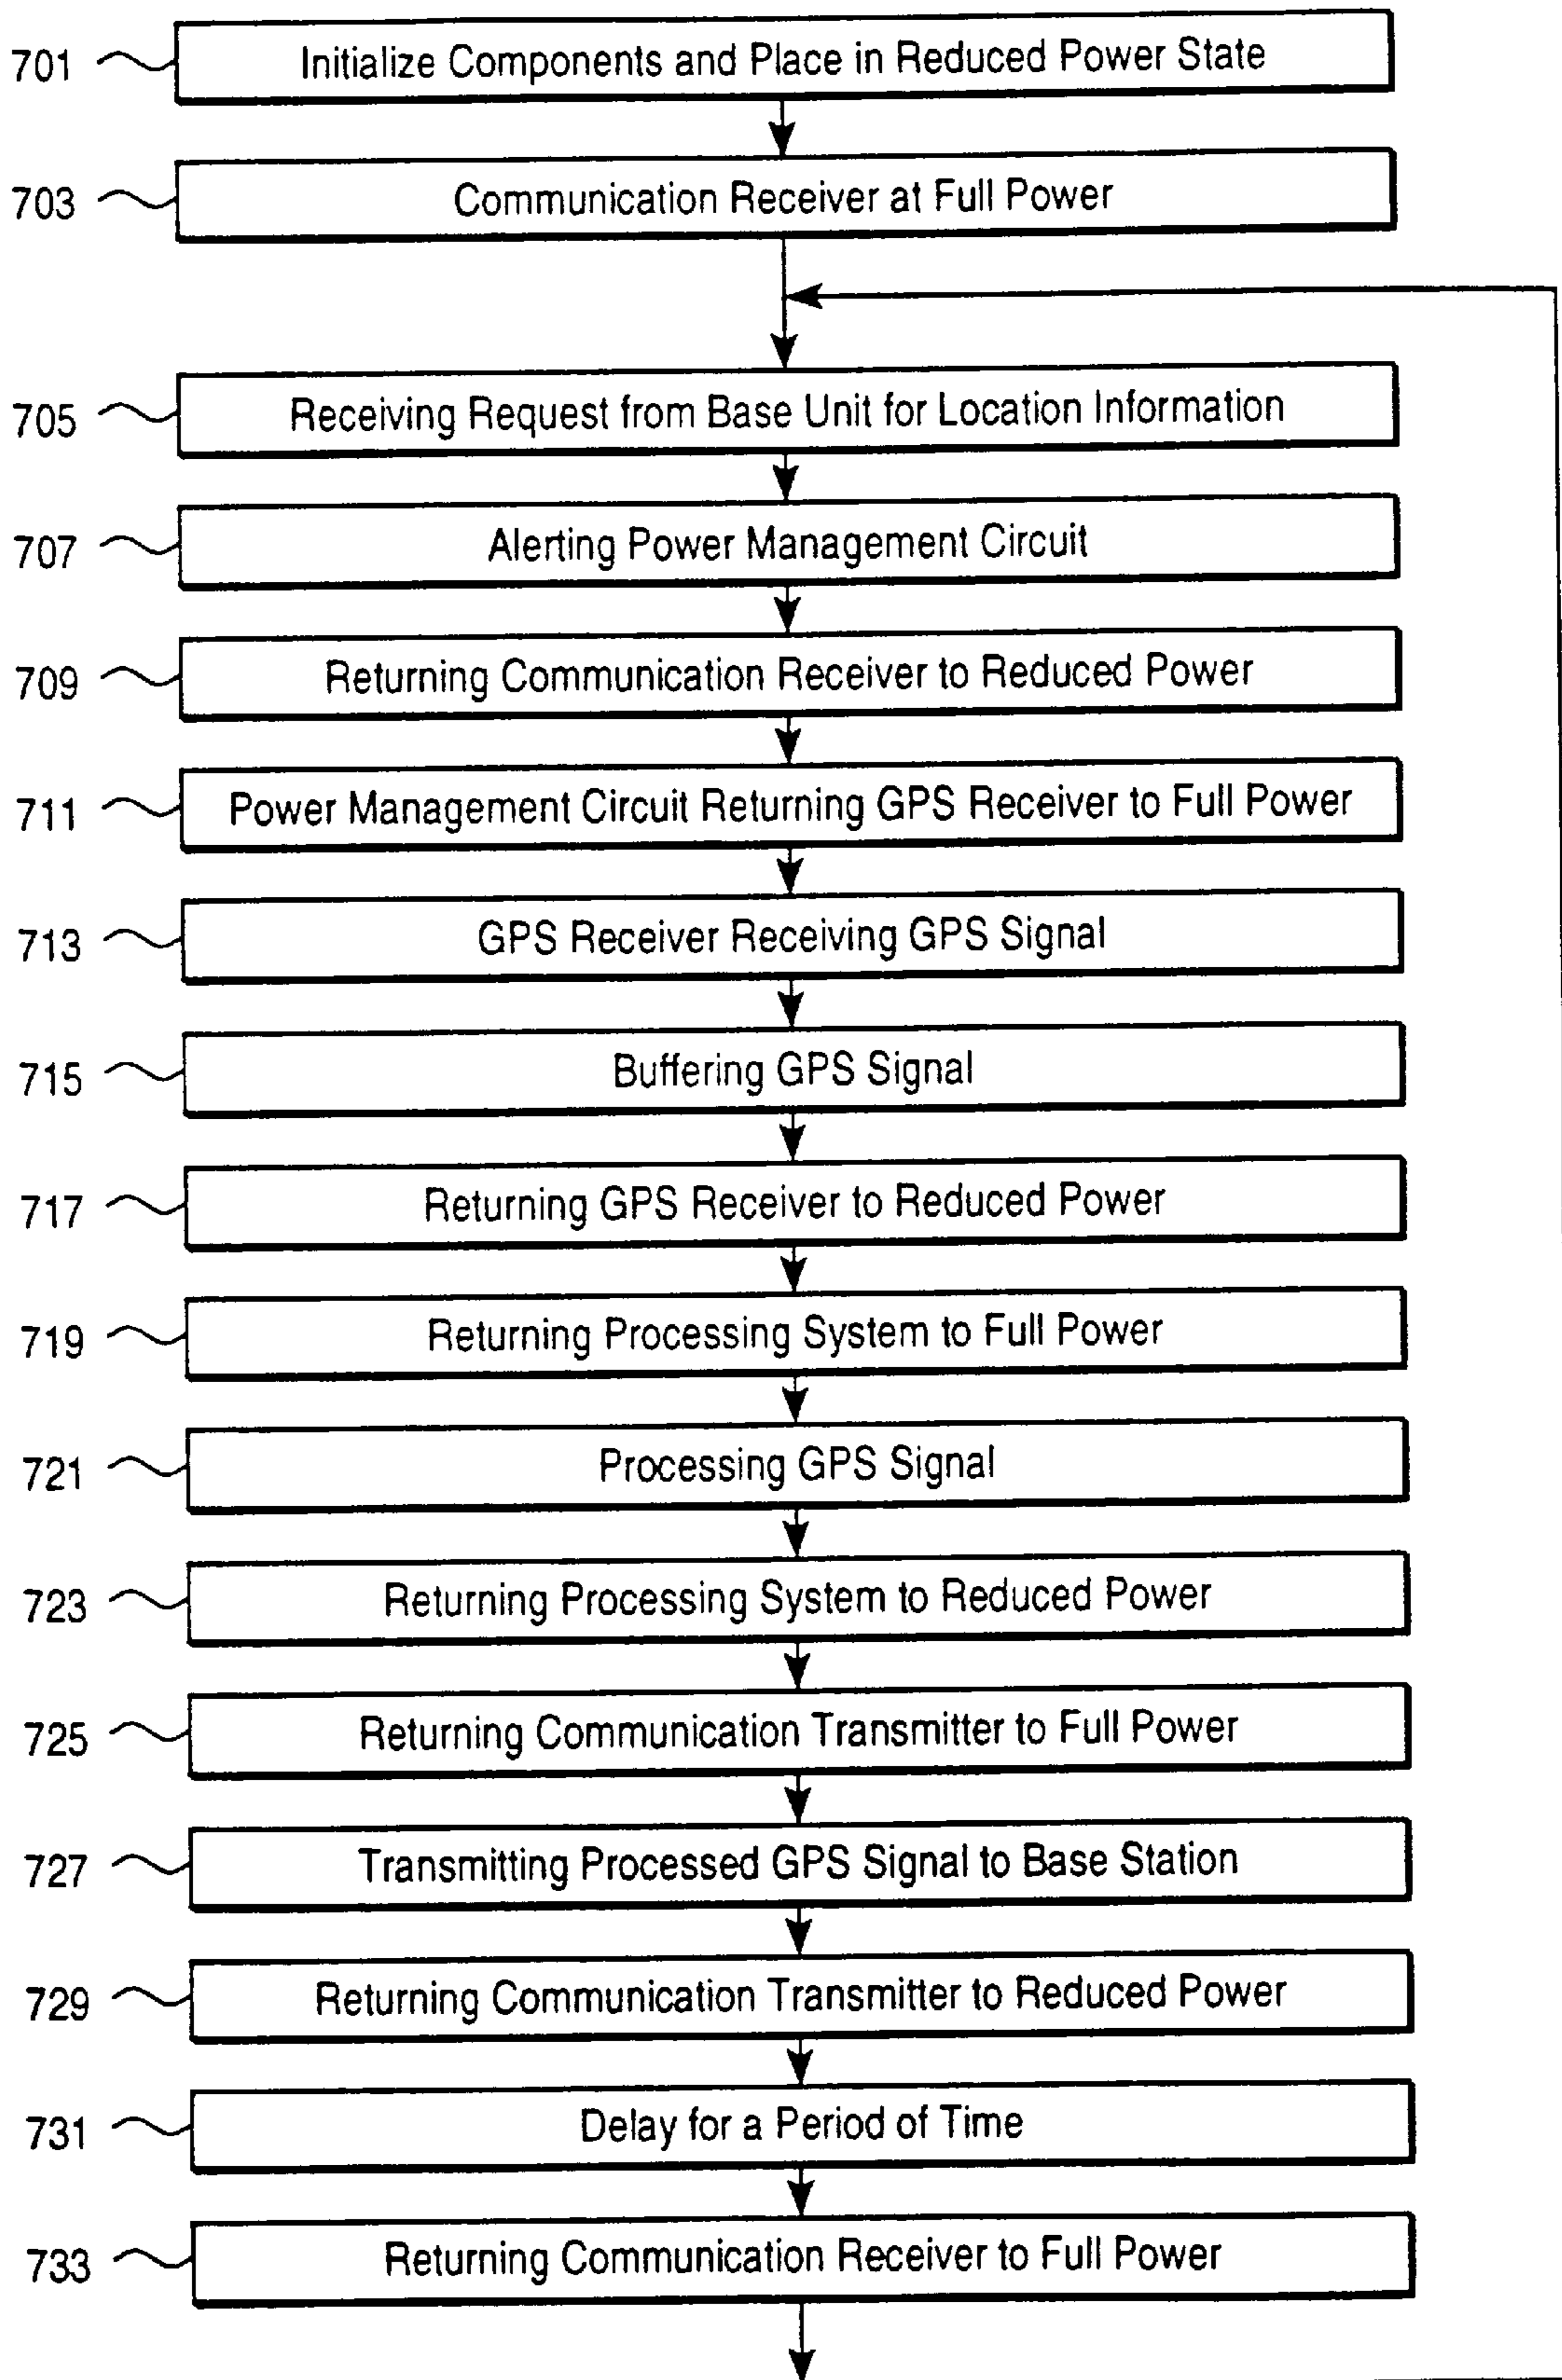 701 Initialize Components and Place in Reduced Power State
703 Communication Receiver at Full Power
705 Receiving Request from Base Unit for Location Information
707 Alerting Power Management Circuit
709 Returning Communication Receiver to Reduced Power
711 Power Management Circuit Returning GPS Receiver to Full Power
713 GPS Receiver Receiving GPS Signal
715 Buffering GPS Signal
717 Returning GPS Receiver to Reduced Power
719 Returning Processing System to Full Power
721 Processing GPS Signal
723 Returning Processing System to Reduced Power
725 Returning Communication Transmitter to Full Power
727 Transmitting Processed GPS Signal to Base Station
729 Returning Communication Transmitter to Reduced Power
731 Delay for a Period of Time
733 Returning Communication Receiver to Full Power